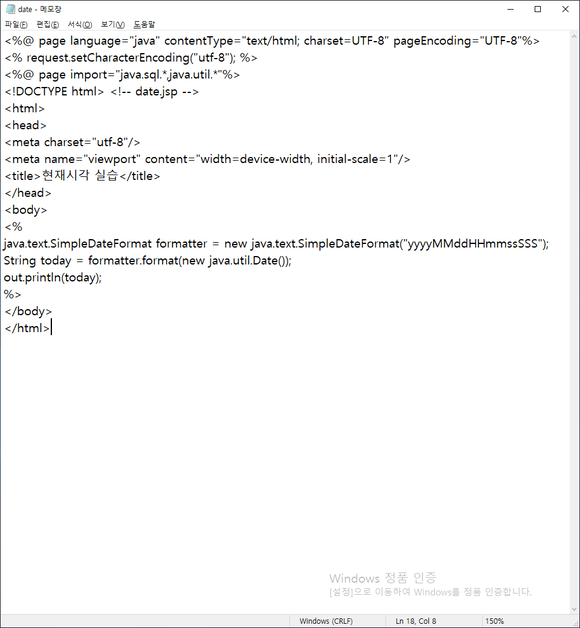 date - 메모장
파일(F) 편집(E) 서식(O) 보기(V) 도움말
<%@ page language="java" contentType="text/html; charset=UTF-8" pageEncoding="UTF-8"%>
<% request.setCharacterEncoding("utf-8"); %>
<%@ page import="java.sql.*,java.util.*"%>
<!DOCTYPE html> <!-- date.jsp -->
<html>
<head>
<meta charset="utf-8"/>
<meta name="viewport" content="width=device-width, initial-scale=1"/>
<title>현재시각 실습</title>
</head>
<body>
<%
java.text.SimpleDateFormat formatter = new java.text.SimpleDateFormat("yyyyMMddHHmmssSSS");
String today = formatter.format(new java.util.Date());
out.println(today);
%>
</body>
</html>
Windows 정품 인증
[설정]으로 이동하여 Windows를 정품 인증합니다.
Windows (CRLF) Ln 18, Col 8 150%